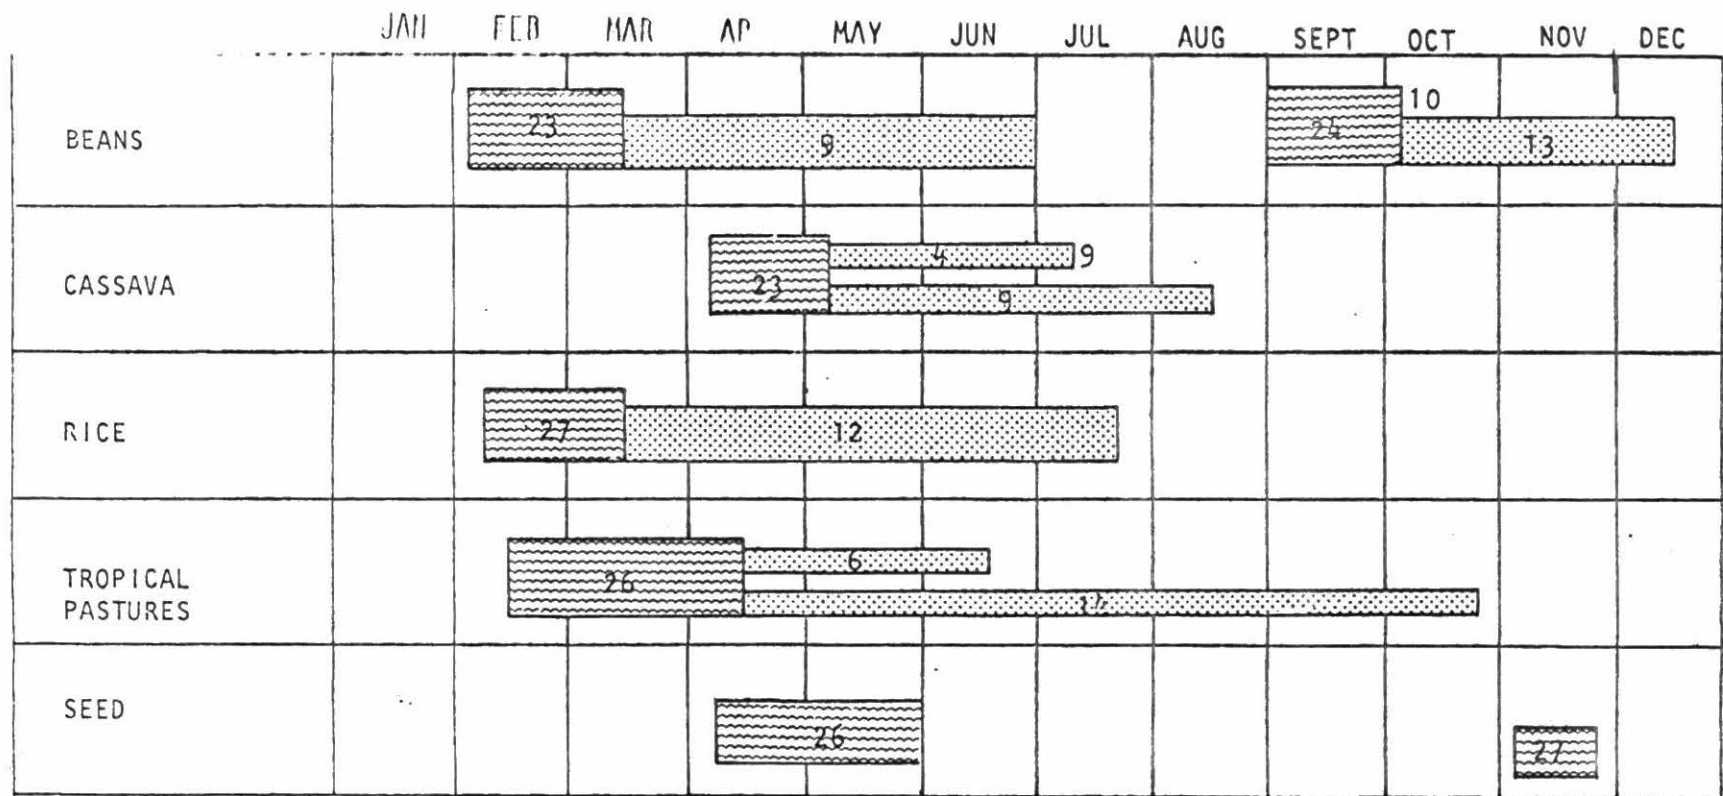 JAN FEB MAR AP MAY JUN JUL AUG SEPT OCT NOV DEC
10
BEANS 23 9 24 13
4 9
CASSAVA 23 9
RICE 27 12
6
TROPICAL 26
PASTURES
SEED 26 27